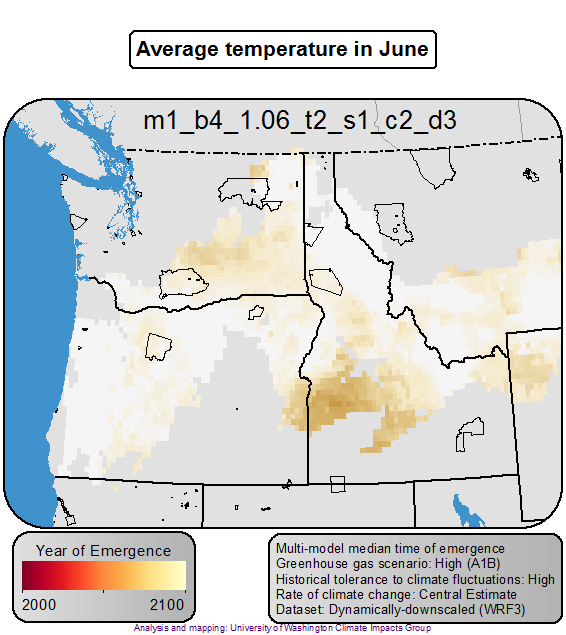 Average temperature in June
m1_b4_1.06_t2_s1_c2_d3
Year of Emergence
2000 2100
Multi-model median time of emergence
Greenhouse gas scenario: High (A1B)
Historical tolerance to climate fluctuations: High
Rate of climate change: Central Estimate
Dataset: Dynamically-downscaled (WRF3)
Analysis and mapping: University of Washington Climate Impacts Group